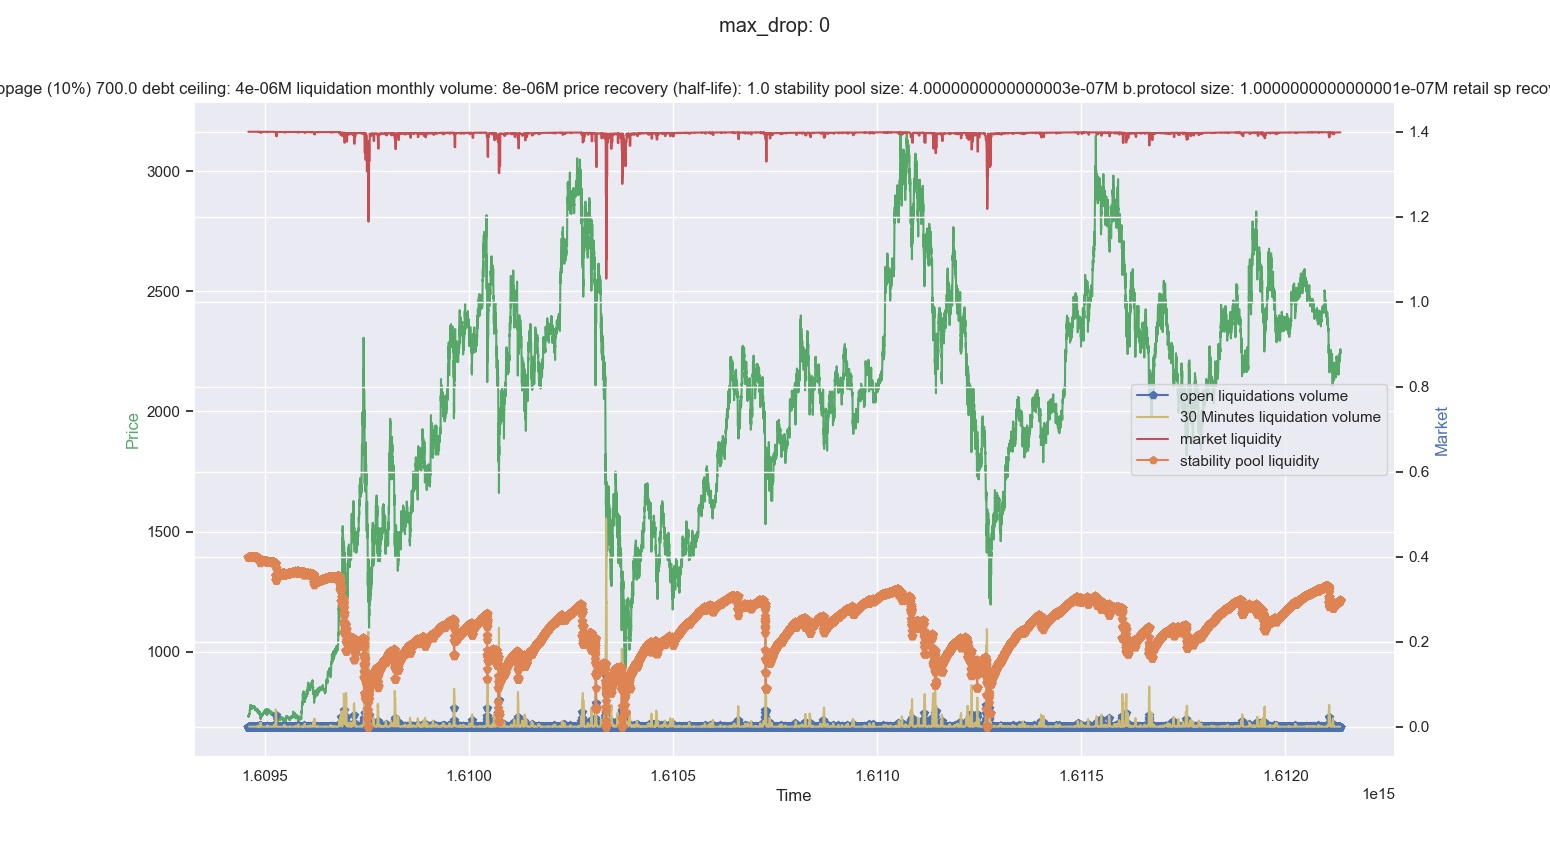 max_drop: 0
opage (10%) 700.0 debt ceiling: 4e-06M liquidation monthly volume: 8e-06M price recovery (half-life): 1.0 stability pool size: 4.0000000000000003e-07M b.protocol size: 1.0000000000000001e-07M retail sp recov
3000
2500
2000
1500
1000
Price
1.4
1.2
1.0
0.8
0.6
0.4
0.2
0.0
Market
open liquidations volume
30 Minutes liquidation volume
market liquidity
stability pool liquidity
1.6095
1.6100
1.6105
1.6110
1.6115
1.6120
Time
1e15